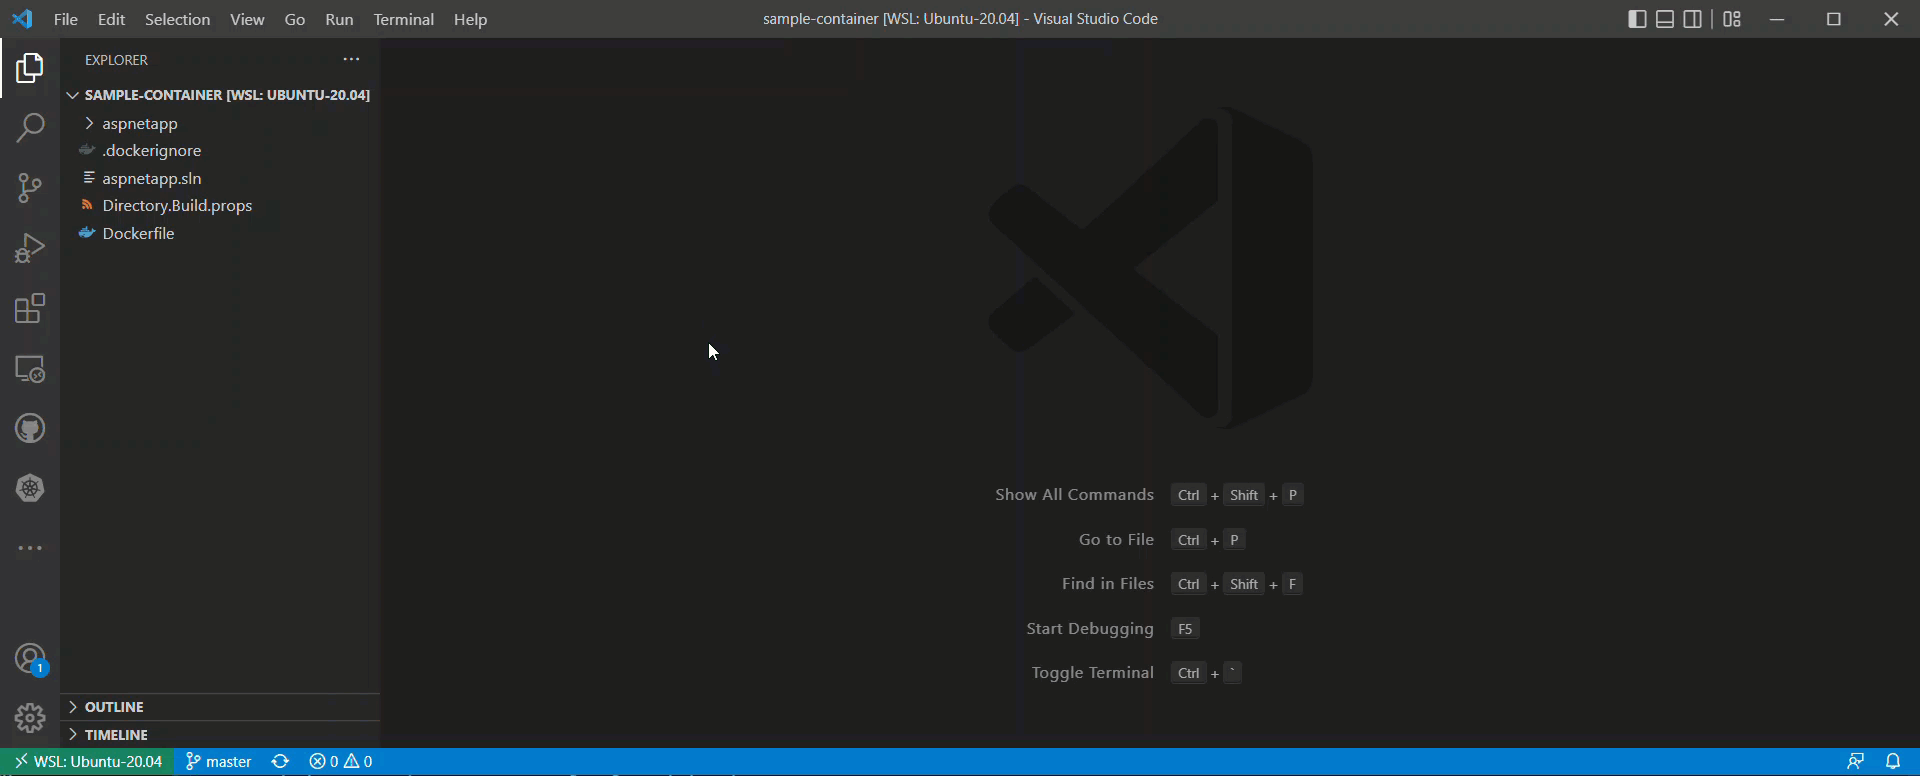 File Edit Selection View Go Run Terminal Help
sample-container [WSL: Ubuntu-20.04] - Visual Studio Code
EXPLORER
SAMPLE-CONTAINER [WSL: UBUNTU-20.04]
aspnetapp
.dockerignore
aspnetapp.sln
Directory.Build.props
Dockerfile
Show All Commands Ctrl + Shift + P
Go to File Ctrl + P
Find in Files Ctrl + Shift + F
Start Debugging F5
Toggle Terminal Ctrl + `
1
OUTLINE
TIMELINE
WSL: Ubuntu-20.04 master 0 0